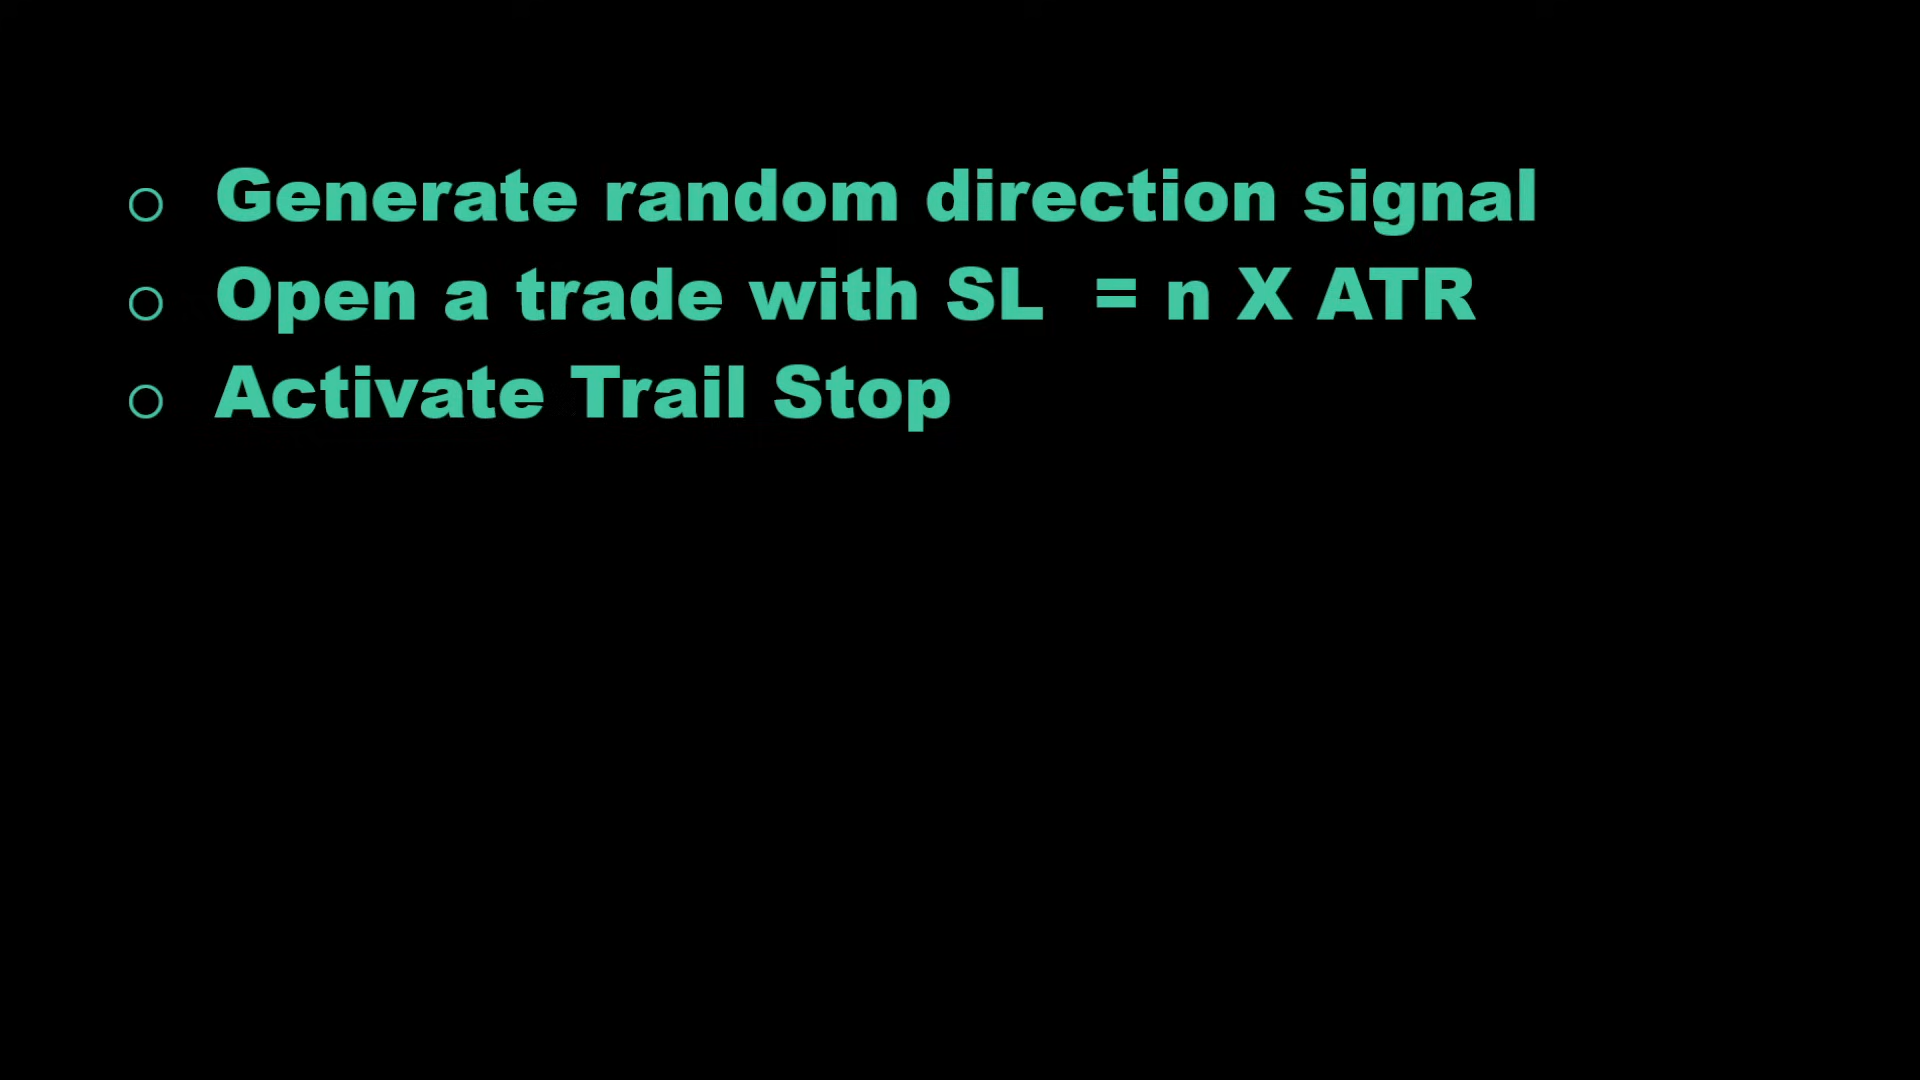 Generate random direction signal
Open a trade with SL = n X ATR
Activate Trail Stop